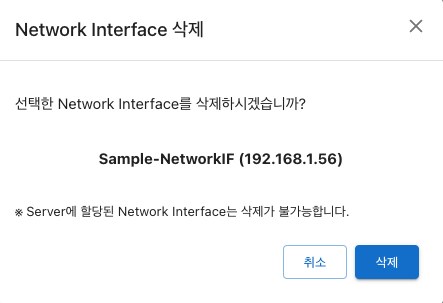 Network Interface 삭제
선택한 Network Interface를 삭제하시겠습니까?
Sample-NetworkIF (192.168.1.56)
※ Server에 할당된 Network Interface는 삭제가 불가능합니다.
취소
삭제